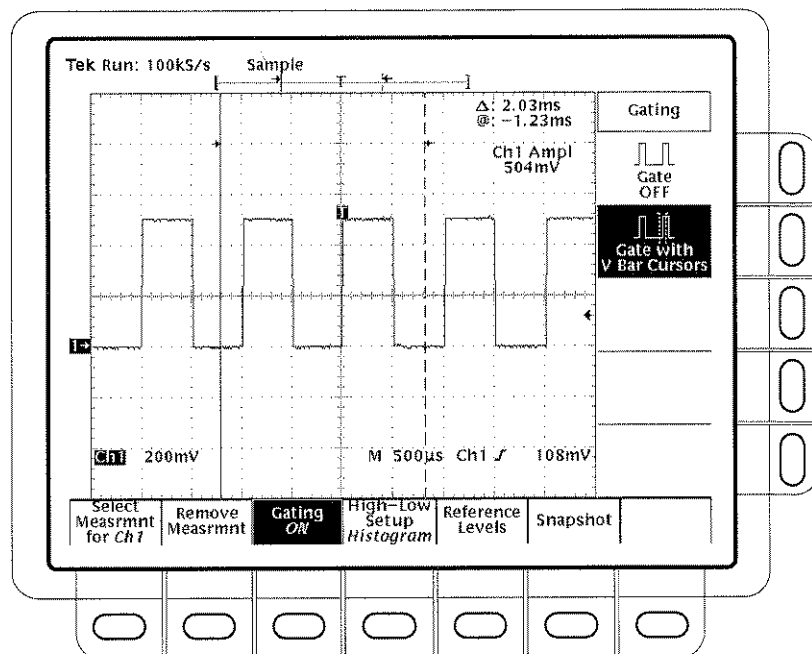 Tek Run: 100kS/s Sample
Δ: 2.03ms
@: −1.23ms
Ch1 Ampl
504mV
Gating
Gate
OFF
Gate with
V Bar Cursors
T
1→
Ch1 200mV M 500µs Ch1 ƒ 108mV
Select
Measrmnt
for Ch1
Remove
Measrmnt
Gating
ON
High–Low
Setup
Histogram
Reference
Levels
Snapshot